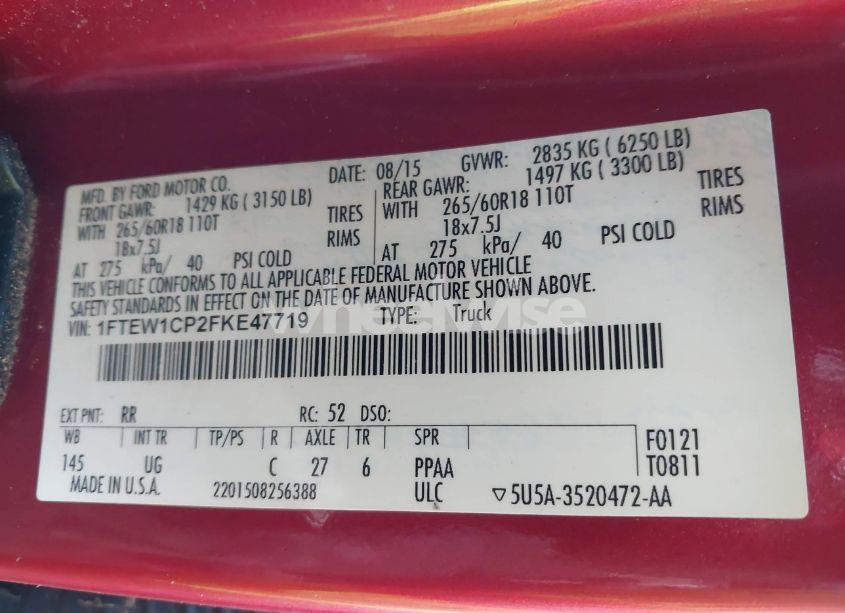 MFD. BY FORD MOTOR CO.
DATE: 08/15 GVWR: 2835 KG ( 6250 LB)
FRONT GAWR: 1429 KG ( 3150 LB)
REAR GAWR: 1497 KG ( 3300 LB)
WITH 265/60R18 110T TIRES
WITH 265/60R18 110T TIRES
18x7.5J RIMS
18x7.5J RIMS
AT 275 kPa/ 40 PSI COLD
AT 275 kPa/ 40 PSI COLD
THIS VEHICLE CONFORMS TO ALL APPLICABLE FEDERAL MOTOR VEHICLE
SAFETY STANDARDS IN EFFECT ON THE DATE OF MANUFACTURE SHOWN ABOVE.
VIN: 1FTEW1CP2FKE47719 TYPE: Truck
wheelwise
EXT PNT: RR RC: 52 DSO:
WB INT TR TP/PS R AXLE TR SPR F0121
145 UG C 27 6 PPAA T0811
MADE IN U.S.A. 2201508256388 ULC ▽5U5A-3520472-AA